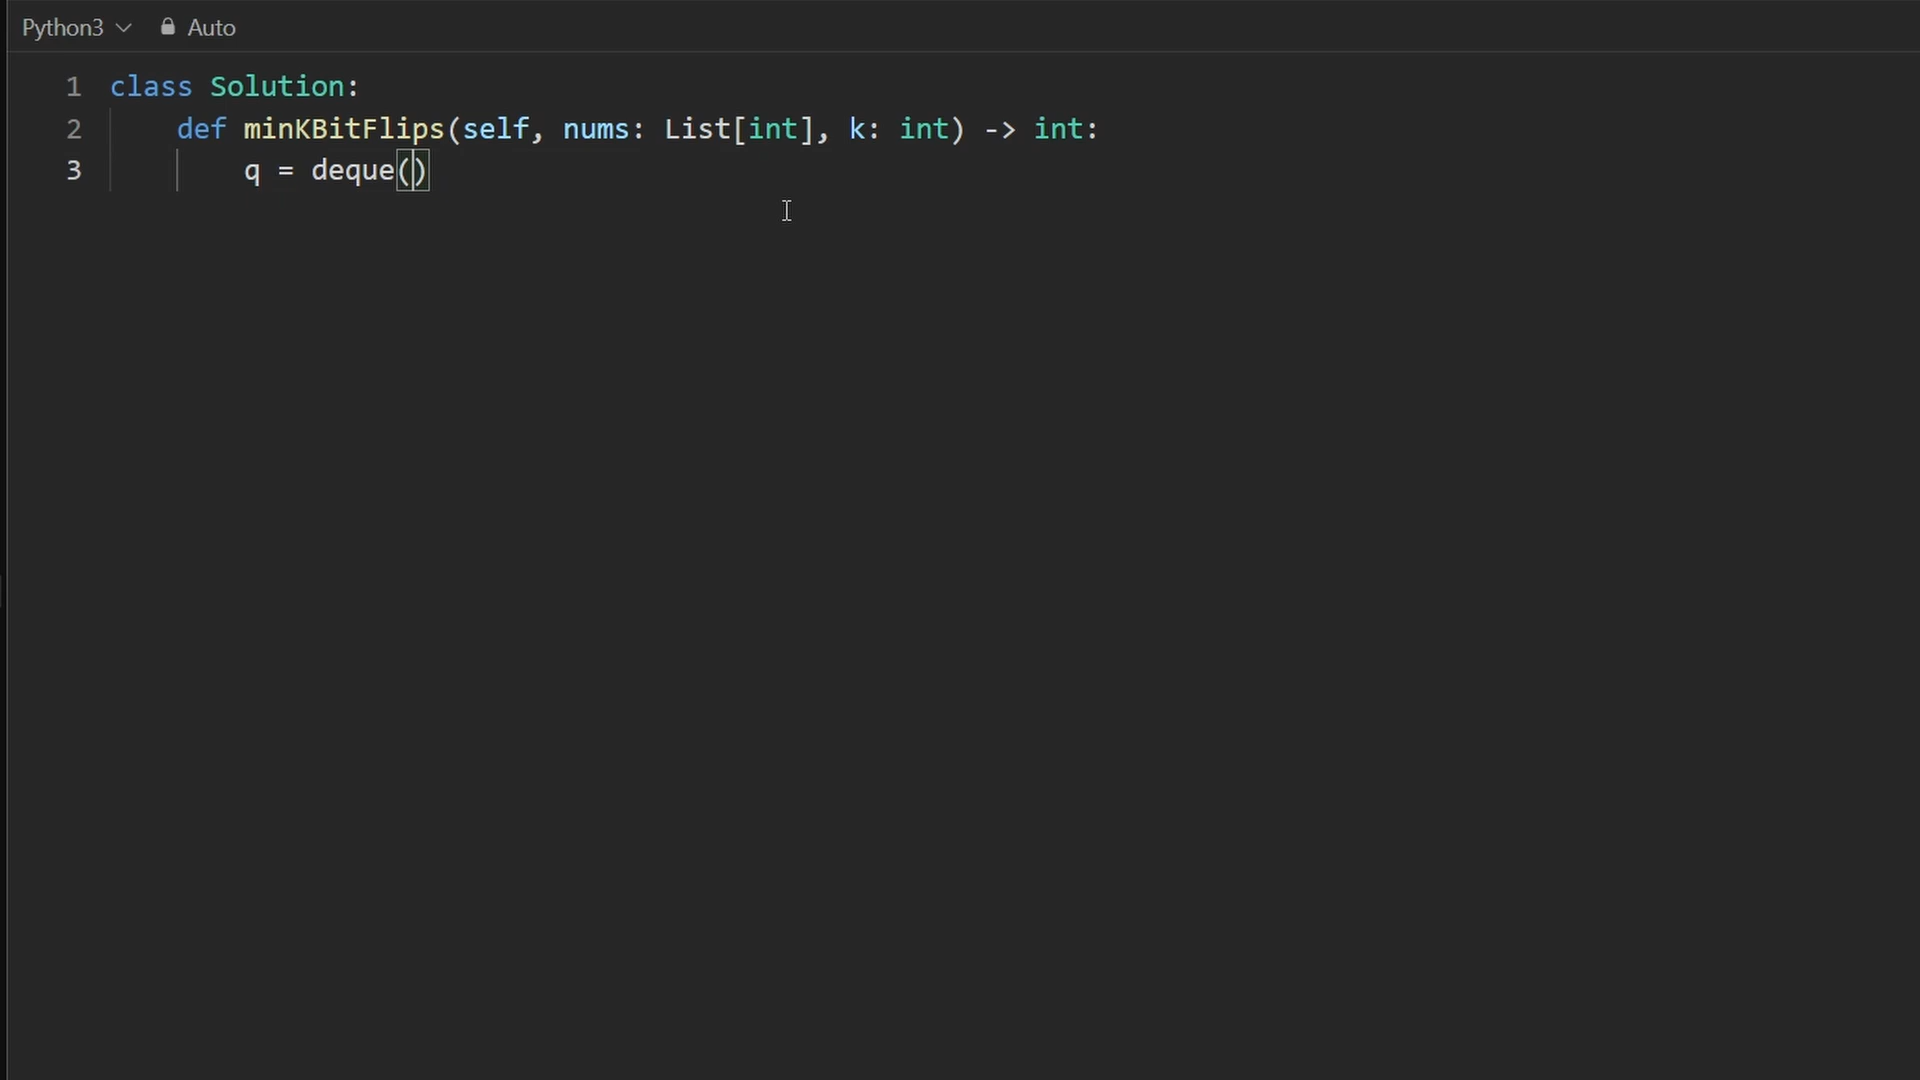 Python3 Auto
1 class Solution:
2 def minKBitFlips(self, nums: List[int], k: int) -> int:
3 q = deque()